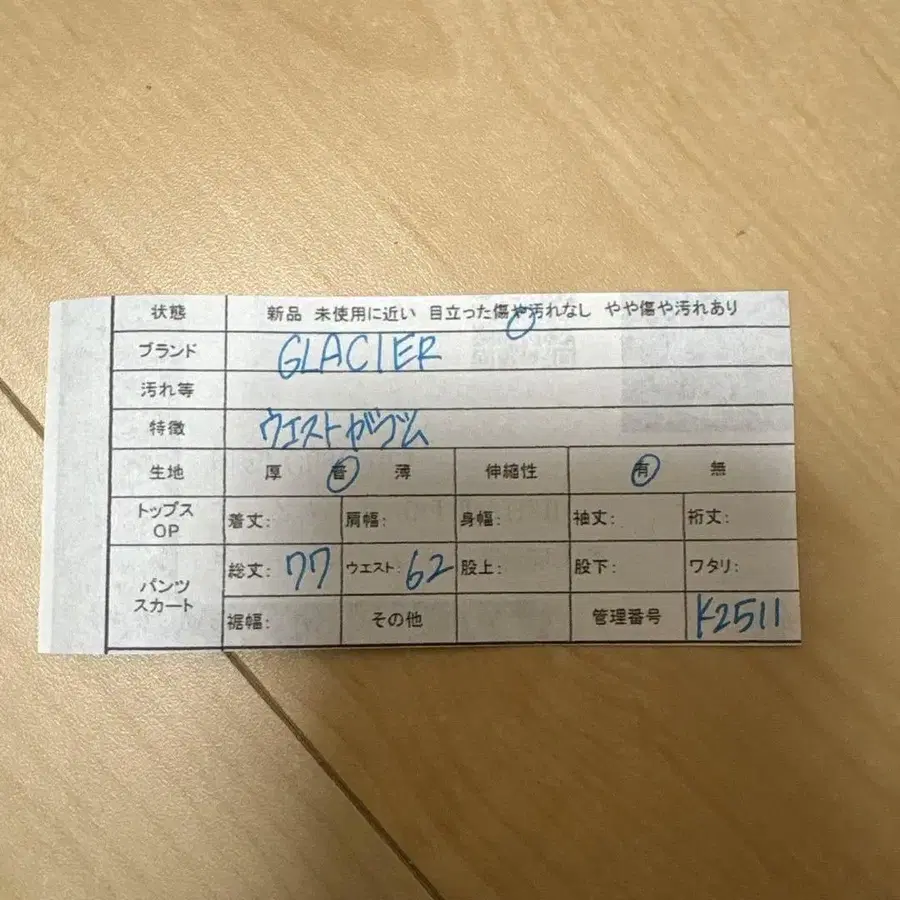 状態 新品 未使用に近い 目立った傷や汚れなし やや傷や汚れあり
ブランド GLACIER
汚れ等
特徴 ウエストがラゴム
生地 厚 普 薄 伸縮性 有 無
トップス OP 着丈: 肩幅: 身幅: 袖丈: 裄丈:
パンツ スカート 総丈: 77 ウエスト: 62 股上: 股下: ワタリ:
裾幅: その他 管理番号 K2511